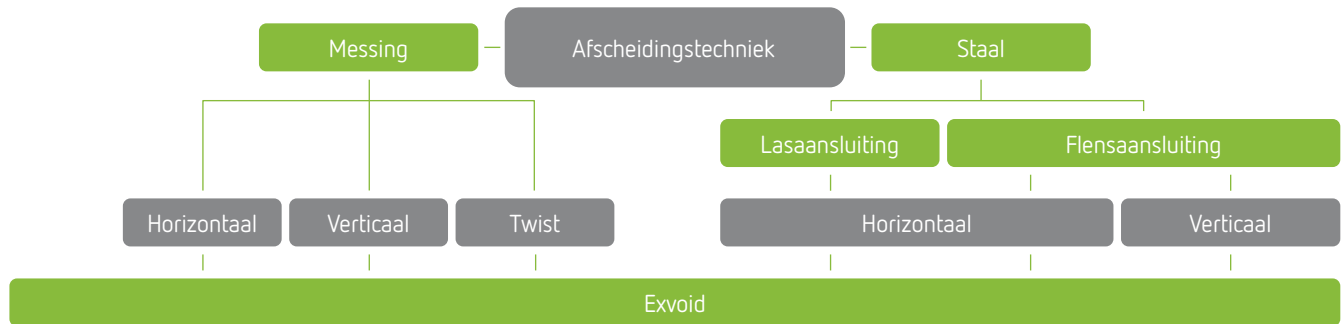 Messing
Afscheidingstechniek
Staal
Lasaansluiting
Flensaansluiting
Horizontaal
Verticaal
Twist
Horizontaal
Verticaal
Exvoid